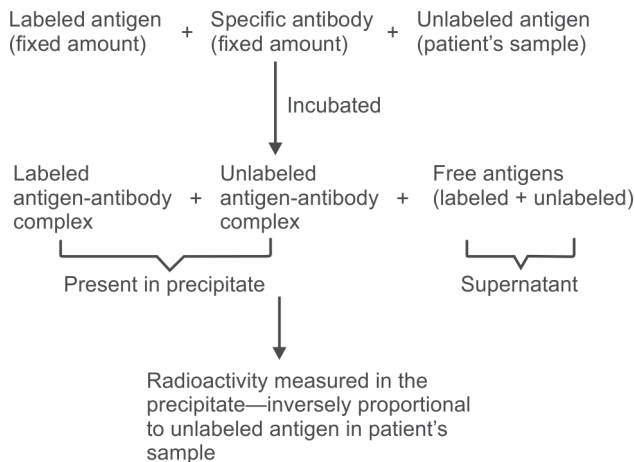 Labeled antigen + Specific antibody + Unlabeled antigen
(fixed amount) (fixed amount) (patient’s sample)
Incubated
Labeled Unlabeled Free antigens
antigen-antibody + antigen-antibody + (labeled + unlabeled)
complex complex
Present in precipitate Supernatant
Radioactivity measured in the
precipitate—inversely proportional
to unlabeled antigen in patient’s
sample